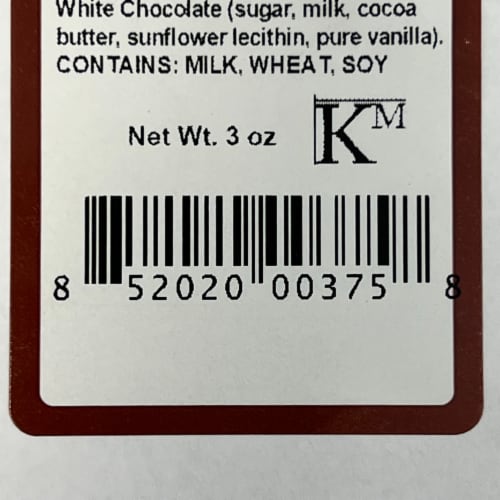 White Chocolate (sugar, milk, cocoa
butter, sunflower lecithin, pure vanilla).
CONTAINS: MILK, WHEAT, SOY
Net Wt. 3 oz
KM
8 52020 00375 8